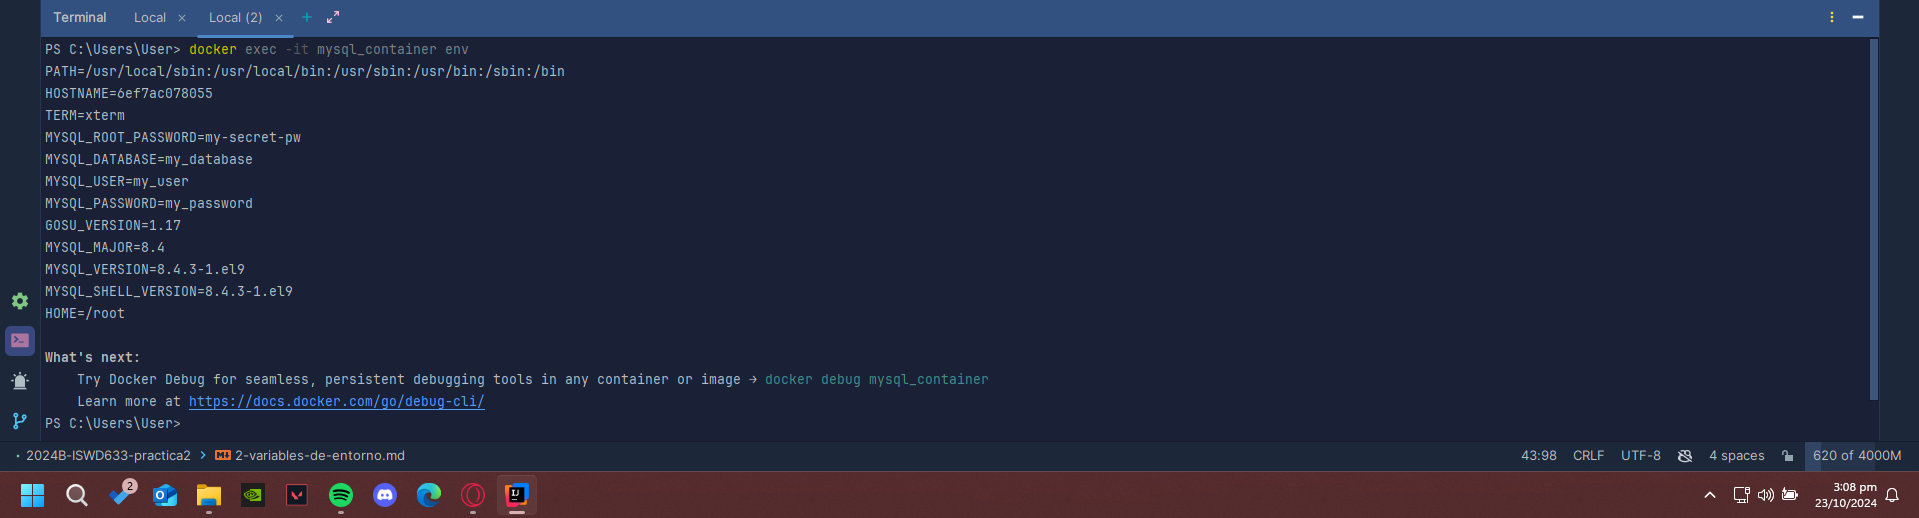 Terminal Local × Local (2) × +
PS C:\Users\User> docker exec -it mysql_container env
PATH=/usr/local/sbin:/usr/local/bin:/usr/sbin:/usr/bin:/sbin:/bin
HOSTNAME=6ef7ac078055
TERM=xterm
MYSQL_ROOT_PASSWORD=my-secret-pw
MYSQL_DATABASE=my_database
MYSQL_USER=my_user
MYSQL_PASSWORD=my_password
GOSU_VERSION=1.17
MYSQL_MAJOR=8.4
MYSQL_VERSION=8.4.3-1.el9
MYSQL_SHELL_VERSION=8.4.3-1.el9
HOME=/root
What's next:
Try Docker Debug for seamless, persistent debugging tools in any container or image → docker debug mysql_container
Learn more at https://docs.docker.com/go/debug-cli/
PS C:\Users\User>
2024B-ISWD633-practica2 > 2-variables-de-entorno.md 43:98 CRLF UTF-8 4 spaces 620 of 4000M
2
3:08 pm
23/10/2024